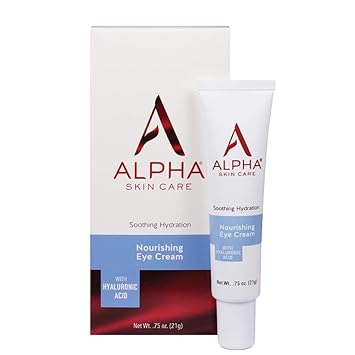 ALPHA®
SKIN CARE
Soothing Hydration
Nourishing
Eye Cream
WITH
HYALURONIC
ACID
Net Wt. .75 oz. (21g)
ALPHA®
SKIN CARE
Soothing Hydration
Nourishing
Eye Cream
WITH
HYALURONIC
ACID
Net Wt. .75 oz. (21g)